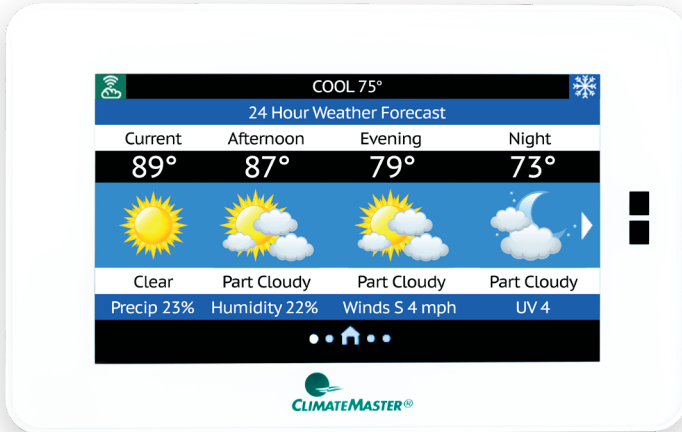 COOL 75°
24 Hour Weather Forecast
Current Afternoon Evening Night
89° 87° 79° 73°
Clear Part Cloudy Part Cloudy Part Cloudy
Precip 23% Humidity 22% Winds S 4 mph UV 4
CLIMATEMASTER®